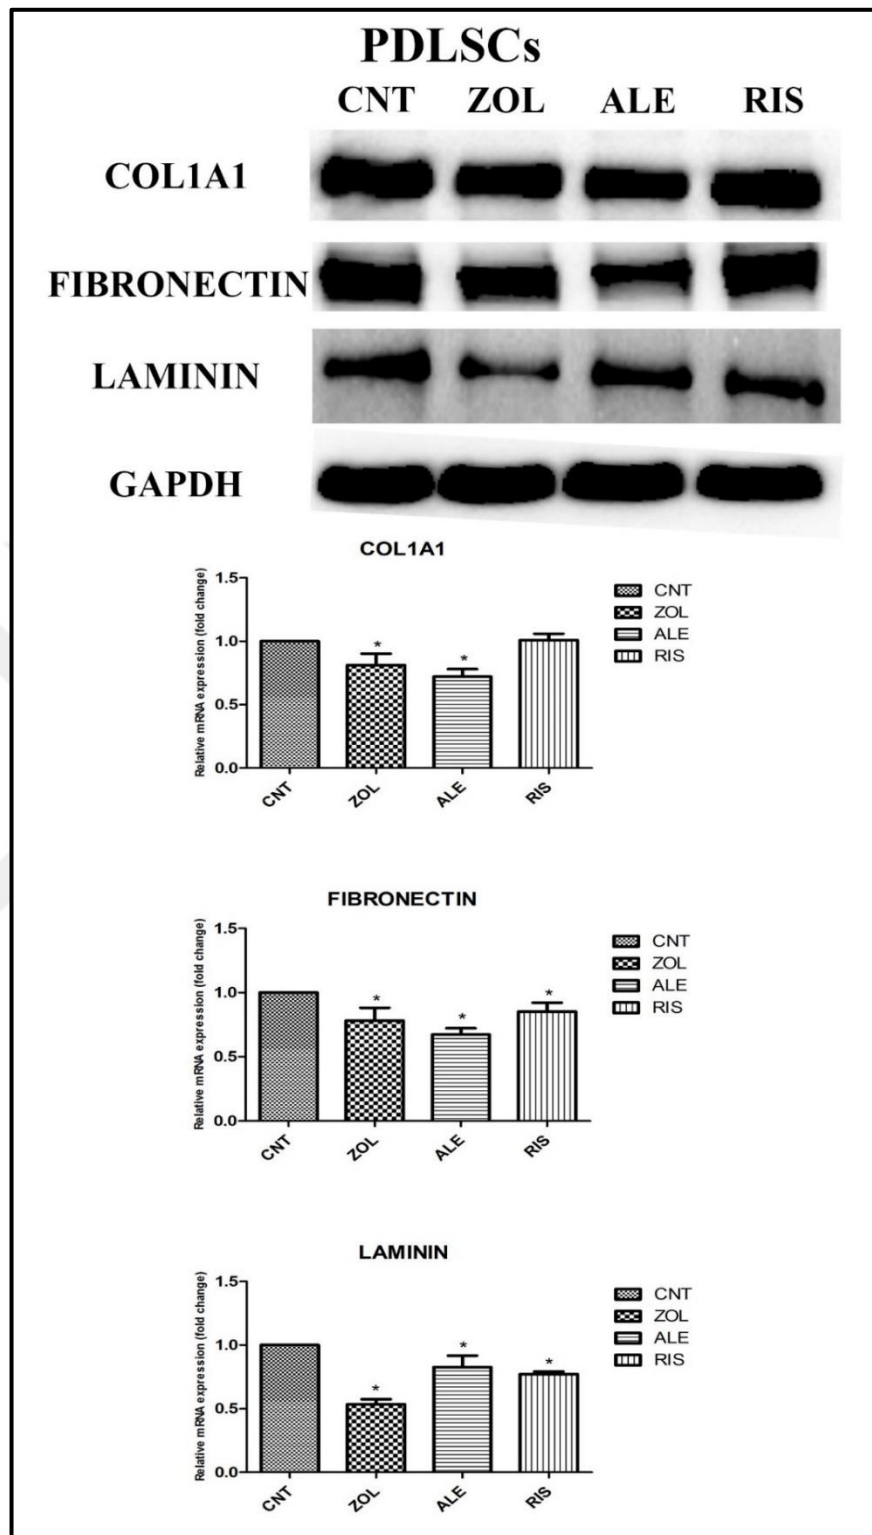 PDLSCs
CNT ZOL ALE RIS
COL1A1
FIBRONECTIN
LAMININ
GAPDH
COL1A1
Relative mRNA expression (fold change)
1.5
1.0
0.5
0.0
* *
CNT ZOL ALE RIS
CNT
ZOL
ALE
RIS
FIBRONECTIN
Relative mRNA expression (fold change)
1.5
1.0
0.5
0.0
* * *
CNT ZOL ALE RIS
CNT
ZOL
ALE
RIS
LAMININ
Relative mRNA expression (fold change)
1.5
1.0
0.5
0.0
* * *
CNT ZOL ALE RIS
CNT
ZOL
ALE
RIS